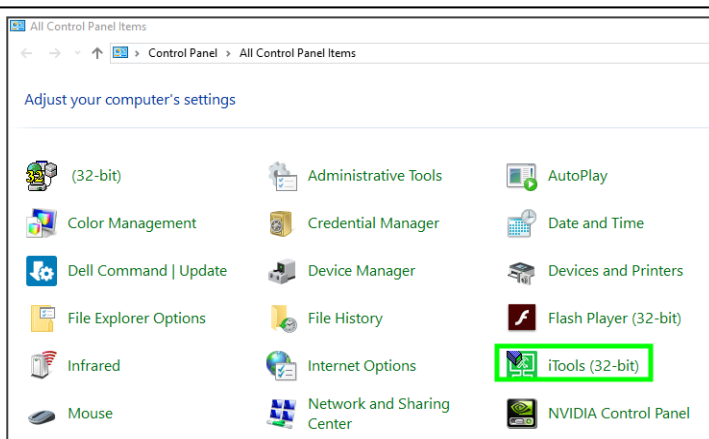 All Control Panel Items
Control Panel > All Control Panel Items
Adjust your computer's settings
(32-bit)
Administrative Tools
AutoPlay
Color Management
Credential Manager
Date and Time
Dell Command | Update
Device Manager
Devices and Printers
File Explorer Options
File History
Flash Player (32-bit)
Infrared
Internet Options
iTools (32-bit)
Mouse
Network and Sharing
Center
NVIDIA Control Panel